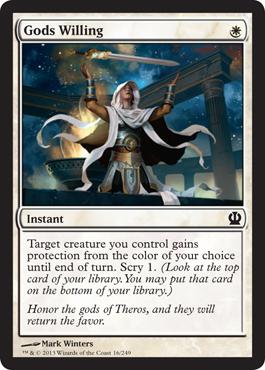 Gods Willing
Instant
Target creature you control gains
protection from the color of your choice
until end of turn. Scry 1. (Look at the top
card of your library. You may put that card
on the bottom of your library.)
Honor the gods of Theros, and they will
return the favor.
Mark Winters
™ & © 2013 Wizards of the Coast 16/249